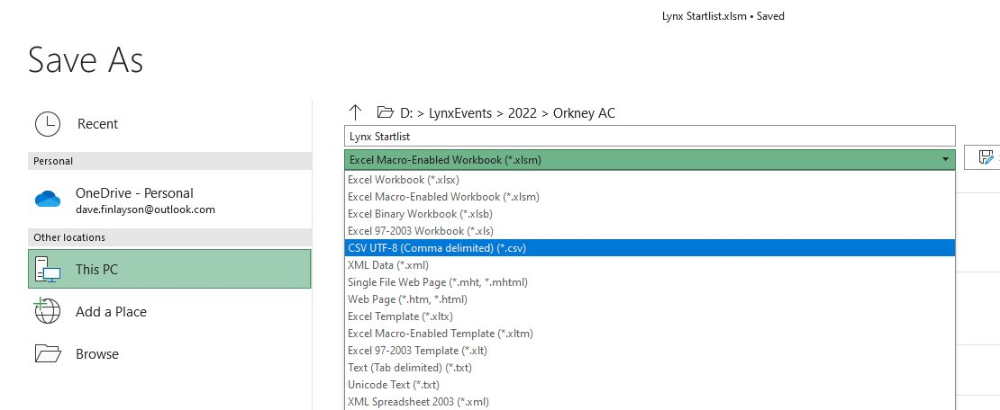 Lynx Startlist.xlsm • Saved
Save As
Recent
Personal
OneDrive - Personal
dave.finlayson@outlook.com
Other locations
This PC
Add a Place
Browse
D: > LynxEvents > 2022 > Orkney AC
Lynx Startlist
Excel Macro-Enabled Workbook (*.xlsm)
Excel Workbook (*.xlsx)
Excel Macro-Enabled Workbook (*.xlsm)
Excel Binary Workbook (*.xlsb)
Excel 97-2003 Workbook (*.xls)
CSV UTF-8 (Comma delimited) (*.csv)
XML Data (*.xml)
Single File Web Page (*.mht, *.mhtml)
Web Page (*.htm, *.html)
Excel Template (*.xltx)
Excel Macro-Enabled Template (*.xltm)
Excel 97-2003 Template (*.xlt)
Text (Tab delimited) (*.txt)
Unicode Text (*.txt)
XML Spreadsheet 2003 (*.xml)